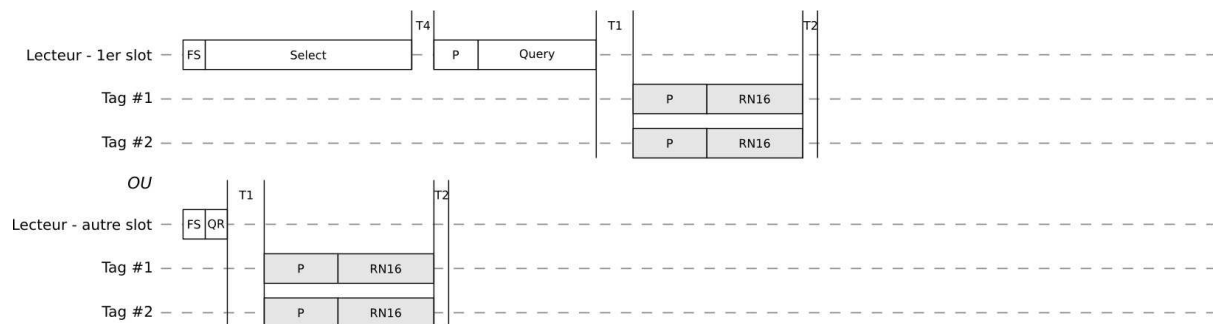 T4 T1 T2
Lecteur - 1er slot FS Select P Query
Tag #1 P RN16
Tag #2 P RN16
OU
T1 T2
Lecteur - autre slot FS QR
Tag #1 P RN16
Tag #2 P RN16